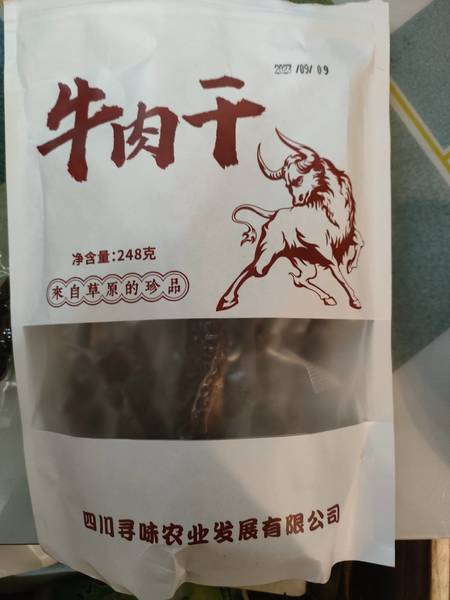 2023/09/09
牛肉干
净含量:248克
来自草原的珍品
四川寻味农业发展有限公司